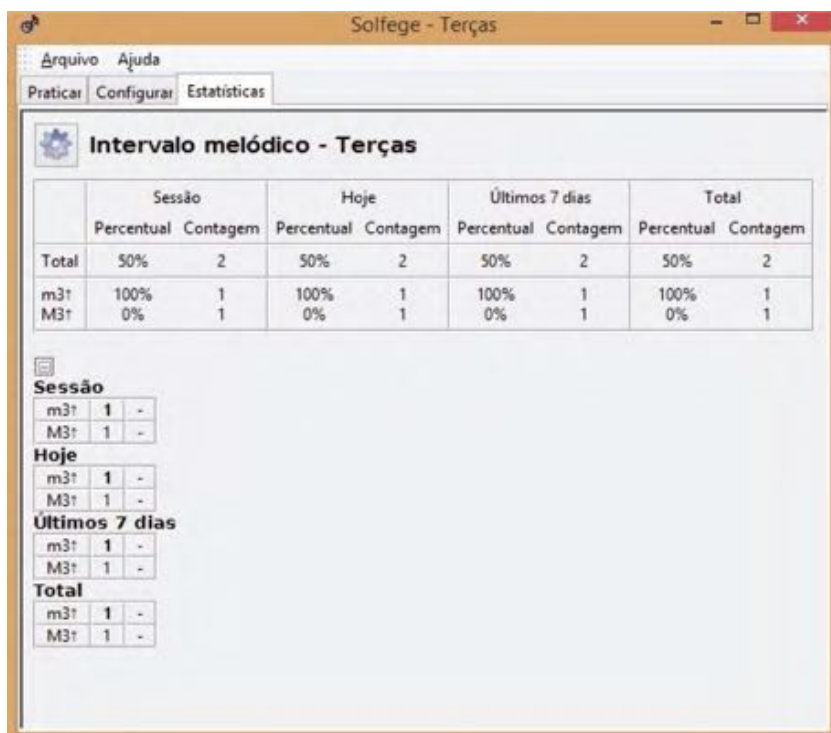 Solfege - Terças
Arquivo Ajuda
Praticar Configurar Estatísticas
Intervalo melódico - Terças
Sessão Hoje Últimos 7 dias Total
Percentual Contagem Percentual Contagem Percentual Contagem Percentual Contagem
Total 50% 2 50% 2 50% 2 50% 2
m3↑ 100% 1 100% 1 100% 1 100% 1
M3↑ 0% 1 0% 1 0% 1 0% 1
Sessão
m3↑ 1 -
M3↑ 1 -
Hoje
m3↑ 1 -
M3↑ 1 -
Últimos 7 dias
m3↑ 1 -
M3↑ 1 -
Total
m3↑ 1 -
M3↑ 1 -